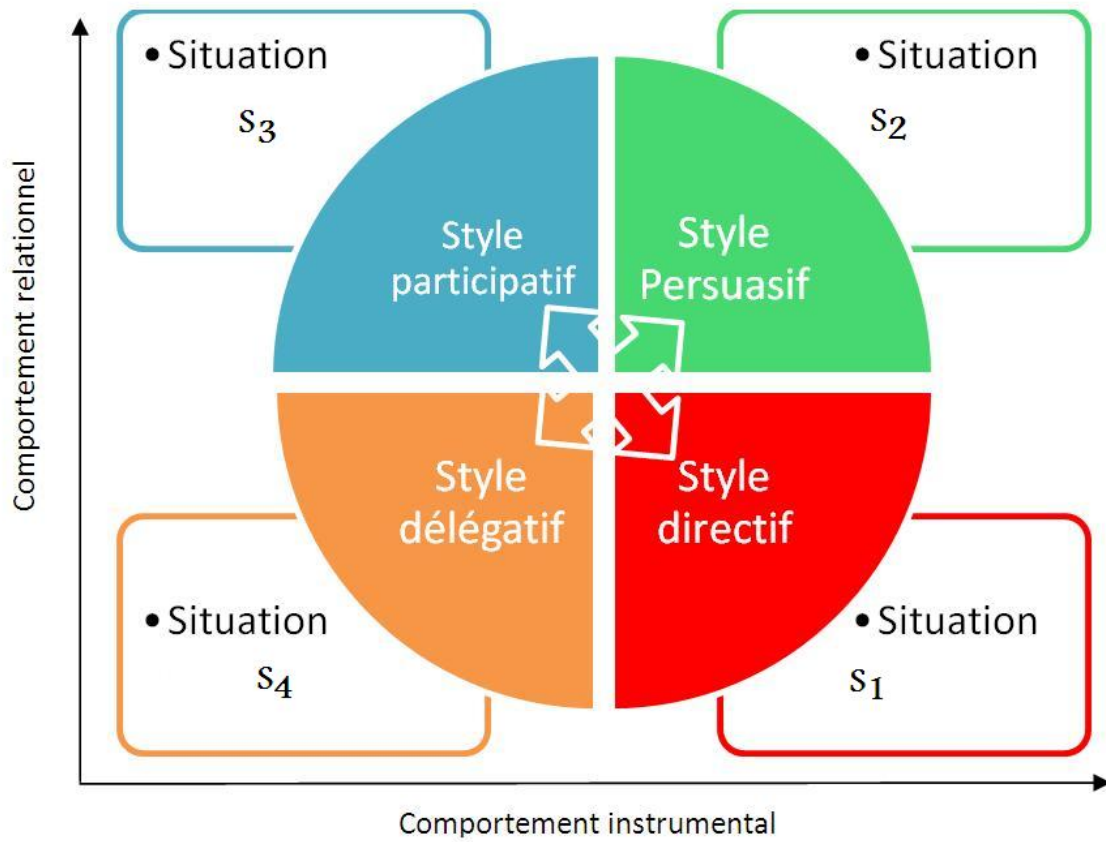 • Situation
s3
• Situation
s2
Style
participatif
Style
Persuasif
Comportement relationnel
Style
délégatif
Style
directif
• Situation
s4
• Situation
s1
Comportement instrumental